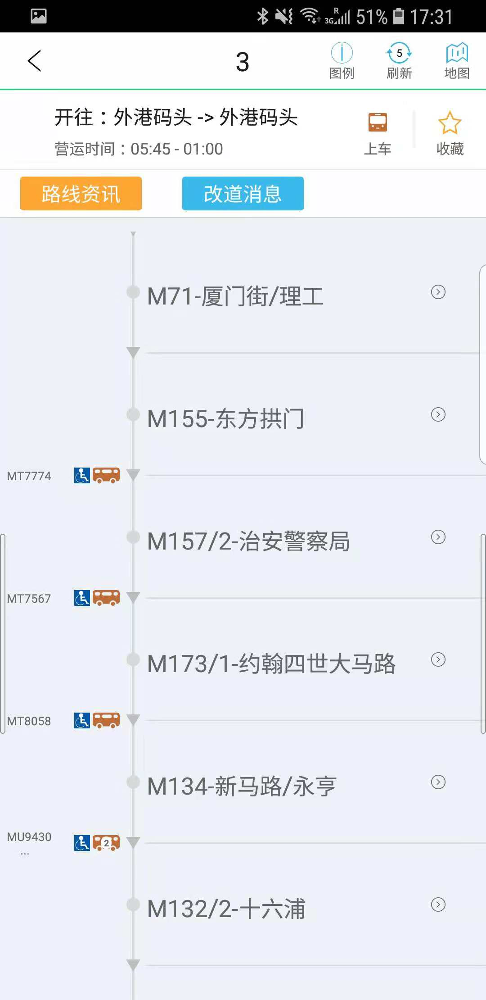 3G R 51% 17:31
3
图例
5
刷新
地图
开往：外港码头 -> 外港码头
营运时间：05:45 - 01:00
上车
收藏
路线资讯
改道消息
M71-厦门街/理工
M155-东方拱门
MT7774
M157/2-治安警察局
MT7567
M173/1-约翰四世大马路
MT8058
M134-新马路/永亨
MU9430
...
2
M132/2-十六浦